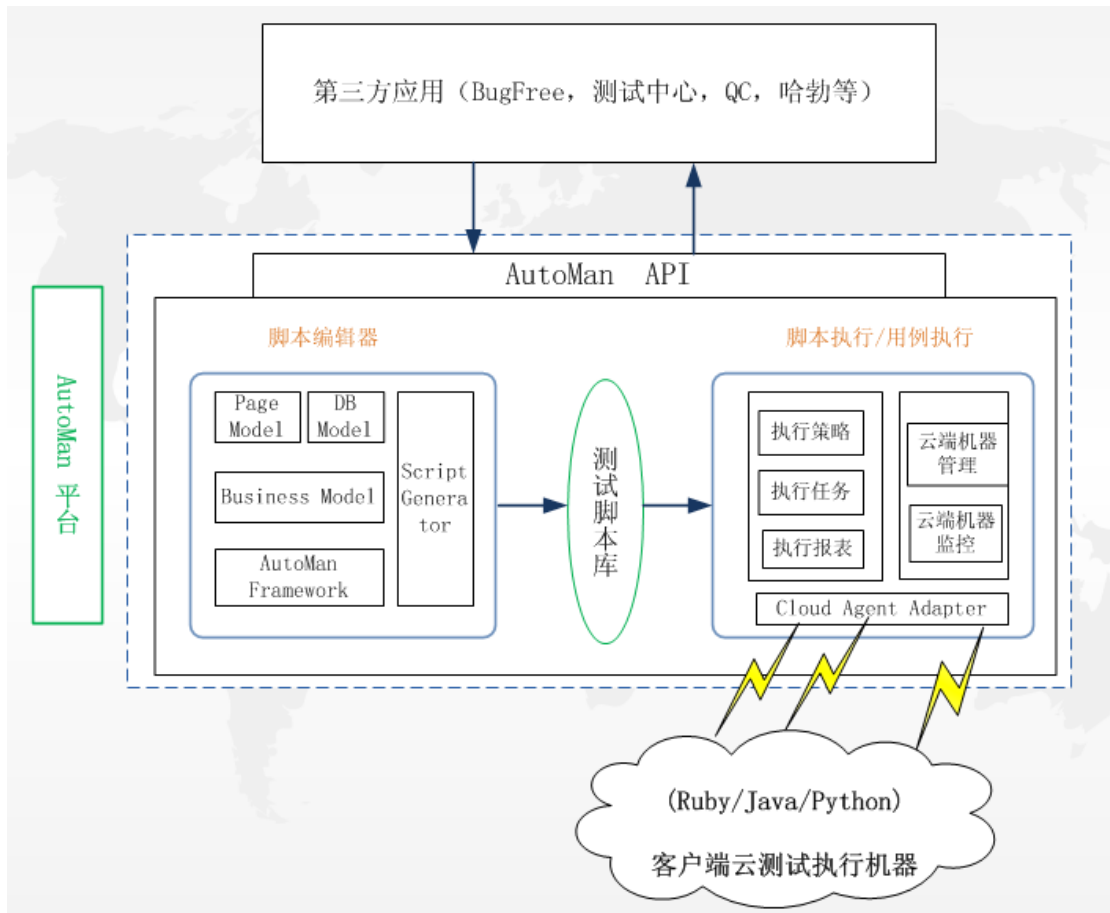 第三方应用（BugFree，测试中心，QC，哈勃等）
AutoMan API
AutoMan 平台
脚本编辑器
Page
Model
DB
Model
Business Model
AutoMan
Framework
Script
Genera
tor
测试脚本库
脚本执行/用例执行
执行策略
执行任务
执行报表
云端机器
管理
云端机器
监控
Cloud Agent Adapter
(Ruby/Java/Python)
客户端云测试执行机器